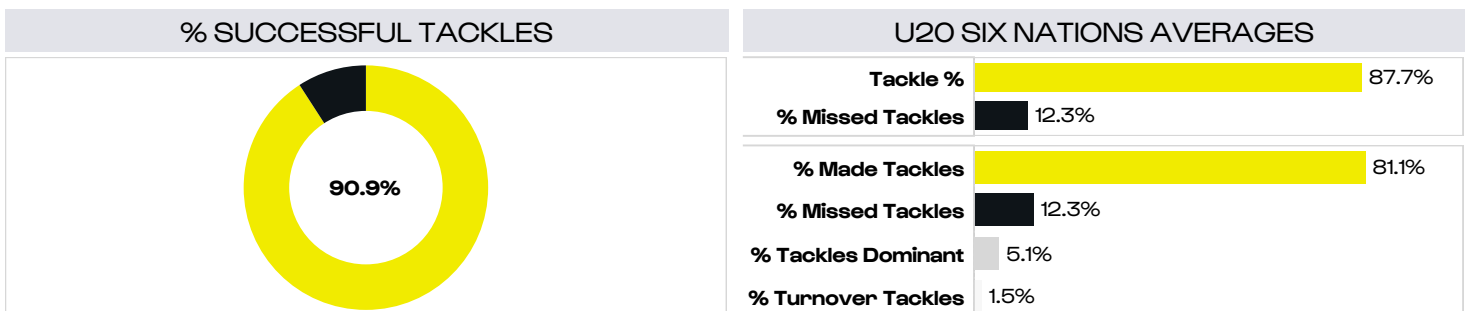 % SUCCESSFUL TACKLES
90.9%
U20 SIX NATIONS AVERAGES
Tackle % 87.7%
% Missed Tackles 12.3%
% Made Tackles 81.1%
% Missed Tackles 12.3%
% Tackles Dominant 5.1%
% Turnover Tackles 1.5%